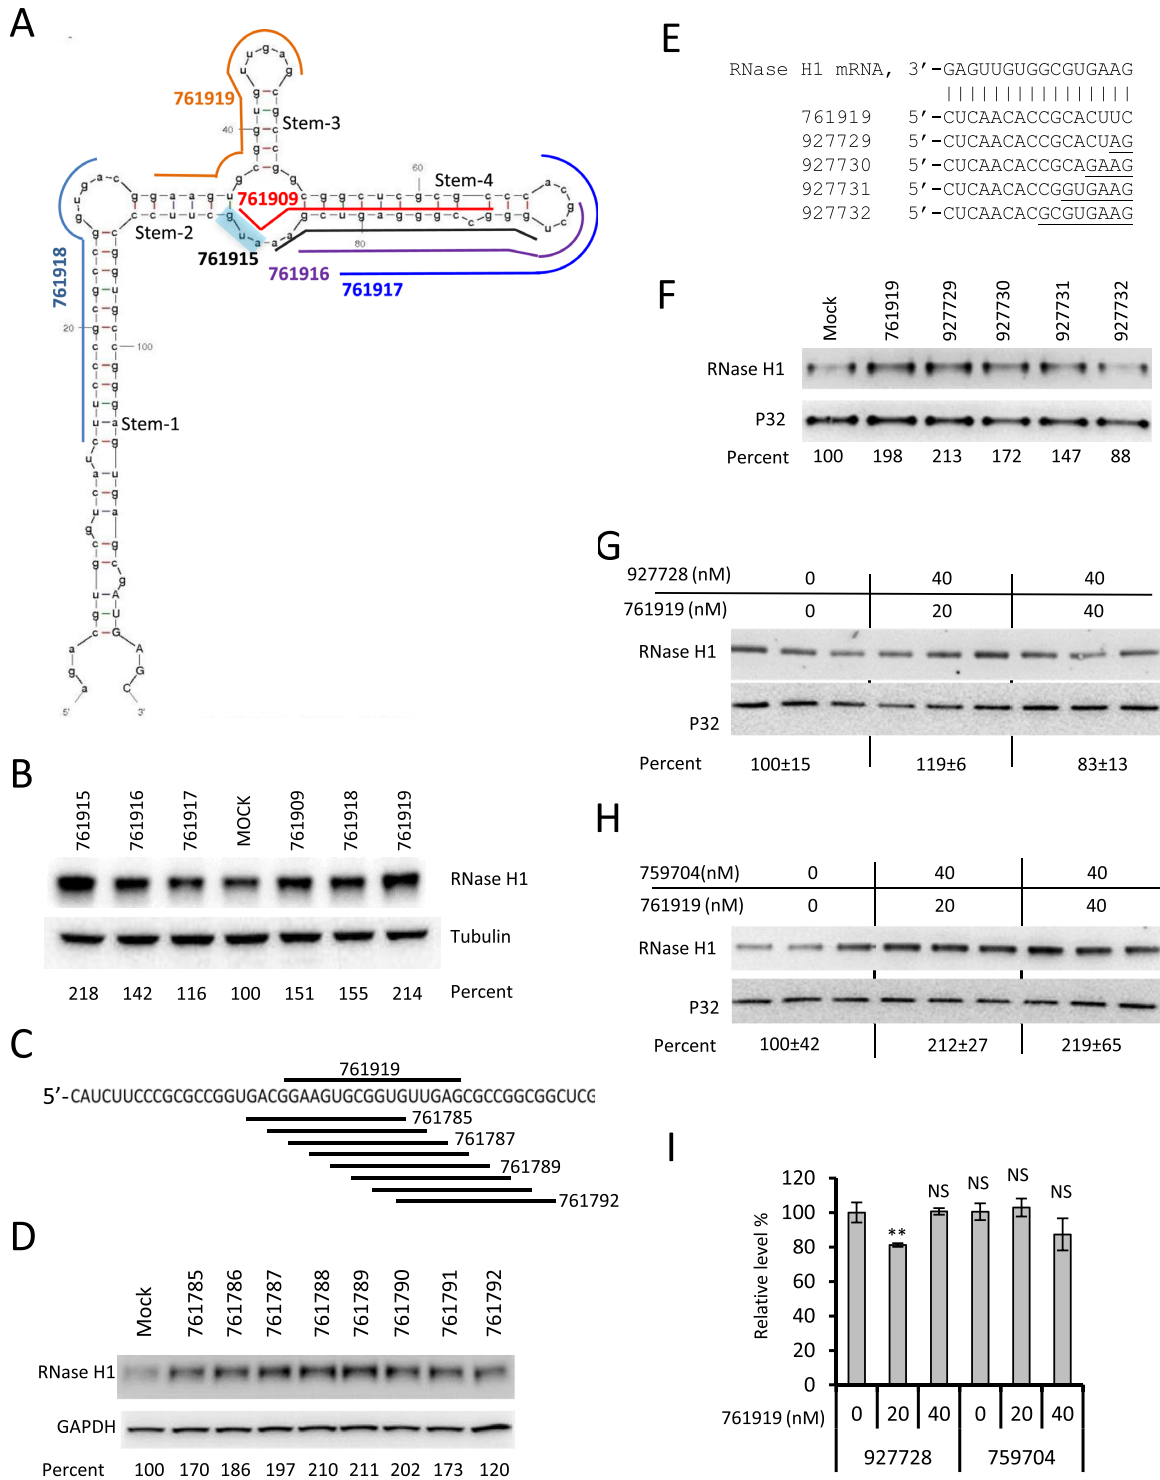 A
761919
Stem-3
40
60
Stem-4
761909
Stem-2
761915
80
761916
761917
761918
20
100
Stem-1
5'
3'
B
761915
761916
761917
MOCK
761909
761918
761919
RNase H1
Tubulin
218 142 116 100 151 155 214 Percent
C
761919
5'-CAUCUUCCCGCGCCGGUGACGGAAGUGCGGUGUUGAGCGCCGGCGGCUCG
761785
761787
761789
761792
D
Mock
761785
761786
761787
761788
761789
761790
761791
761792
RNase H1
GAPDH
Percent 100 170 186 197 210 211 202 173 120
E
RNase H1 mRNA, 3'-GAGUUGUGGCGUGAAG
761919 5'-CUCAACACCGCACUUC
927729 5'-CUCAACACCGCACUAG
927730 5'-CUCAACACCGCAGAAG
927731 5'-CUCAACACCGGUGAAG
927732 5'-CUCAACACGCGUGAAG
F
Mock
761919
927729
927730
927731
927732
RNase H1
P32
Percent 100 198 213 172 147 88
G
927728 (nM) 0 40 40
761919 (nM) 0 20 40
RNase H1
P32
Percent 100±15 119±6 83±13
H
759704(nM) 0 40 40
761919 (nM) 0 20 40
RNase H1
P32
Percent 100±42 212±27 219±65
I
Relative level %
120
100
80
60
40
20
0
** NS NS NS NS
761919 (nM) 0 20 40 0 20 40
927728 759704